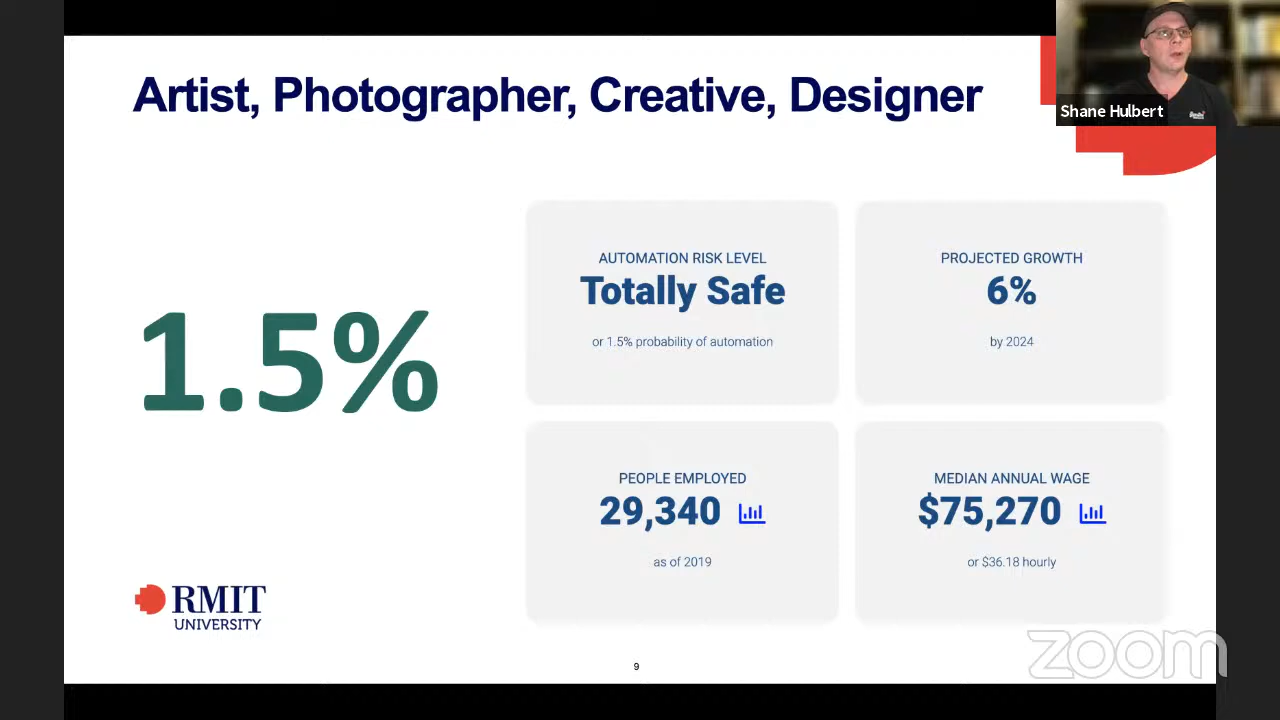 Artist, Photographer, Creative, Designer
Shane Hulbert
1.5%
AUTOMATION RISK LEVEL
Totally Safe
or 1.5% probability of automation
PROJECTED GROWTH
6%
by 2024
PEOPLE EMPLOYED
29,340
as of 2019
MEDIAN ANNUAL WAGE
$75,270
or $36.18 hourly
RMIT
UNIVERSITY
9
zoom